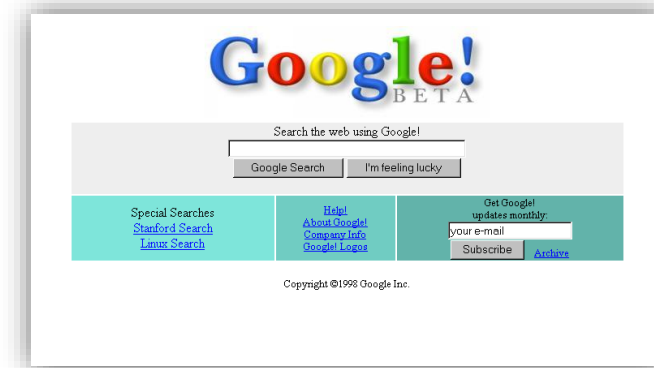 Google!
BETA
Search the web using Google!
Google Search
I'm feeling lucky
Special Searches
Stanford Search
Linux Search
Help!
About Google!
Company Info
Google! Logos
Get Google!
updates monthly:
your e-mail
Subscribe
Archive
Copyright ©1998 Google Inc.